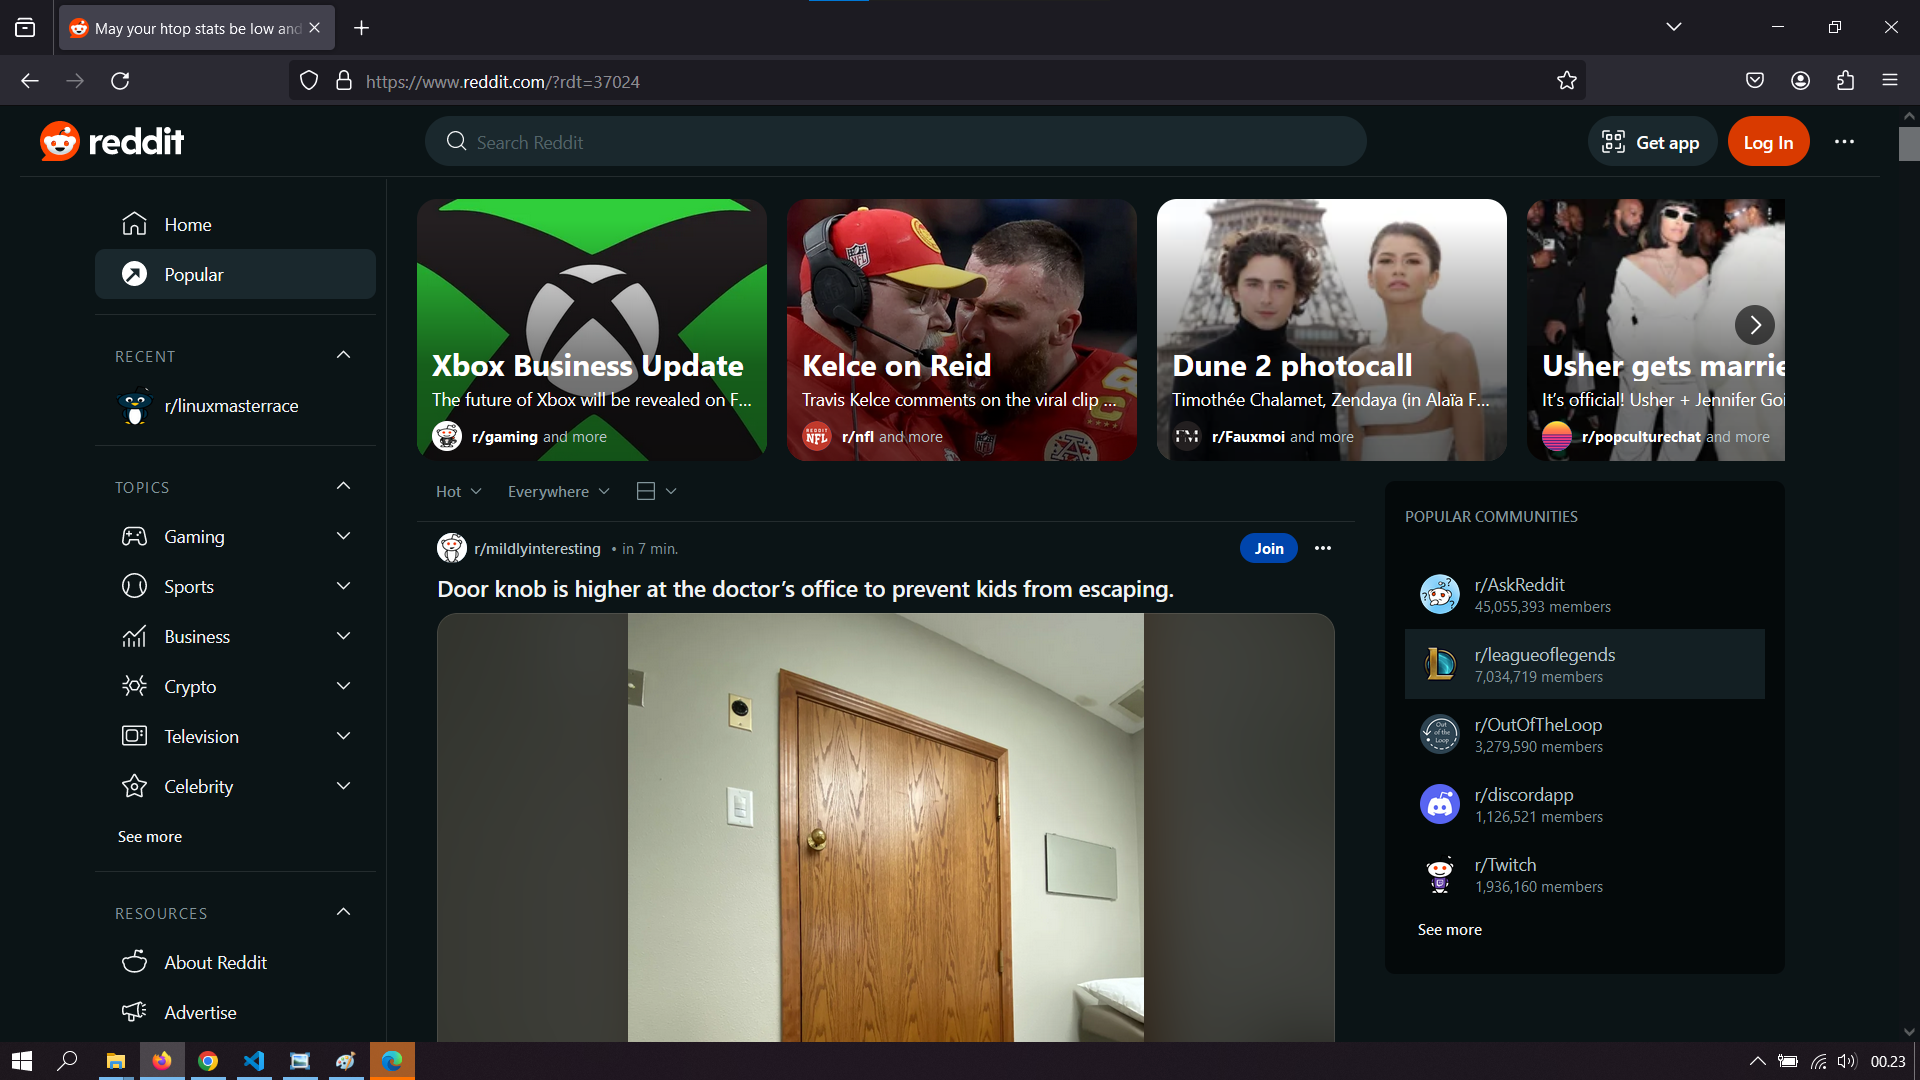 May your htop stats be low and
https://www.reddit.com/?rdt=37024
reddit
Search Reddit
Get app
Log In
Home
Popular
RECENT
r/linuxmasterrace
TOPICS
Gaming
Sports
Business
Crypto
Television
Celebrity
See more
RESOURCES
About Reddit
Advertise
Xbox Business Update
The future of Xbox will be revealed on F...
r/gaming and more
Kelce on Reid
Travis Kelce comments on the viral clip ...
r/nfl and more
Dune 2 photocall
Timothée Chalamet, Zendaya (in Alaïa F...
r/Fauxmoi and more
Usher gets marrie
It’s official! Usher + Jennifer Goi
r/popculturechat and more
Hot
Everywhere
r/mildlyinteresting • in 7 min.
Join
Door knob is higher at the doctor’s office to prevent kids from escaping.
POPULAR COMMUNITIES
r/AskReddit
45,055,393 members
r/leagueoflegends
7,034,719 members
r/OutOfTheLoop
3,279,590 members
r/discordapp
1,126,521 members
r/Twitch
1,936,160 members
See more
00.23